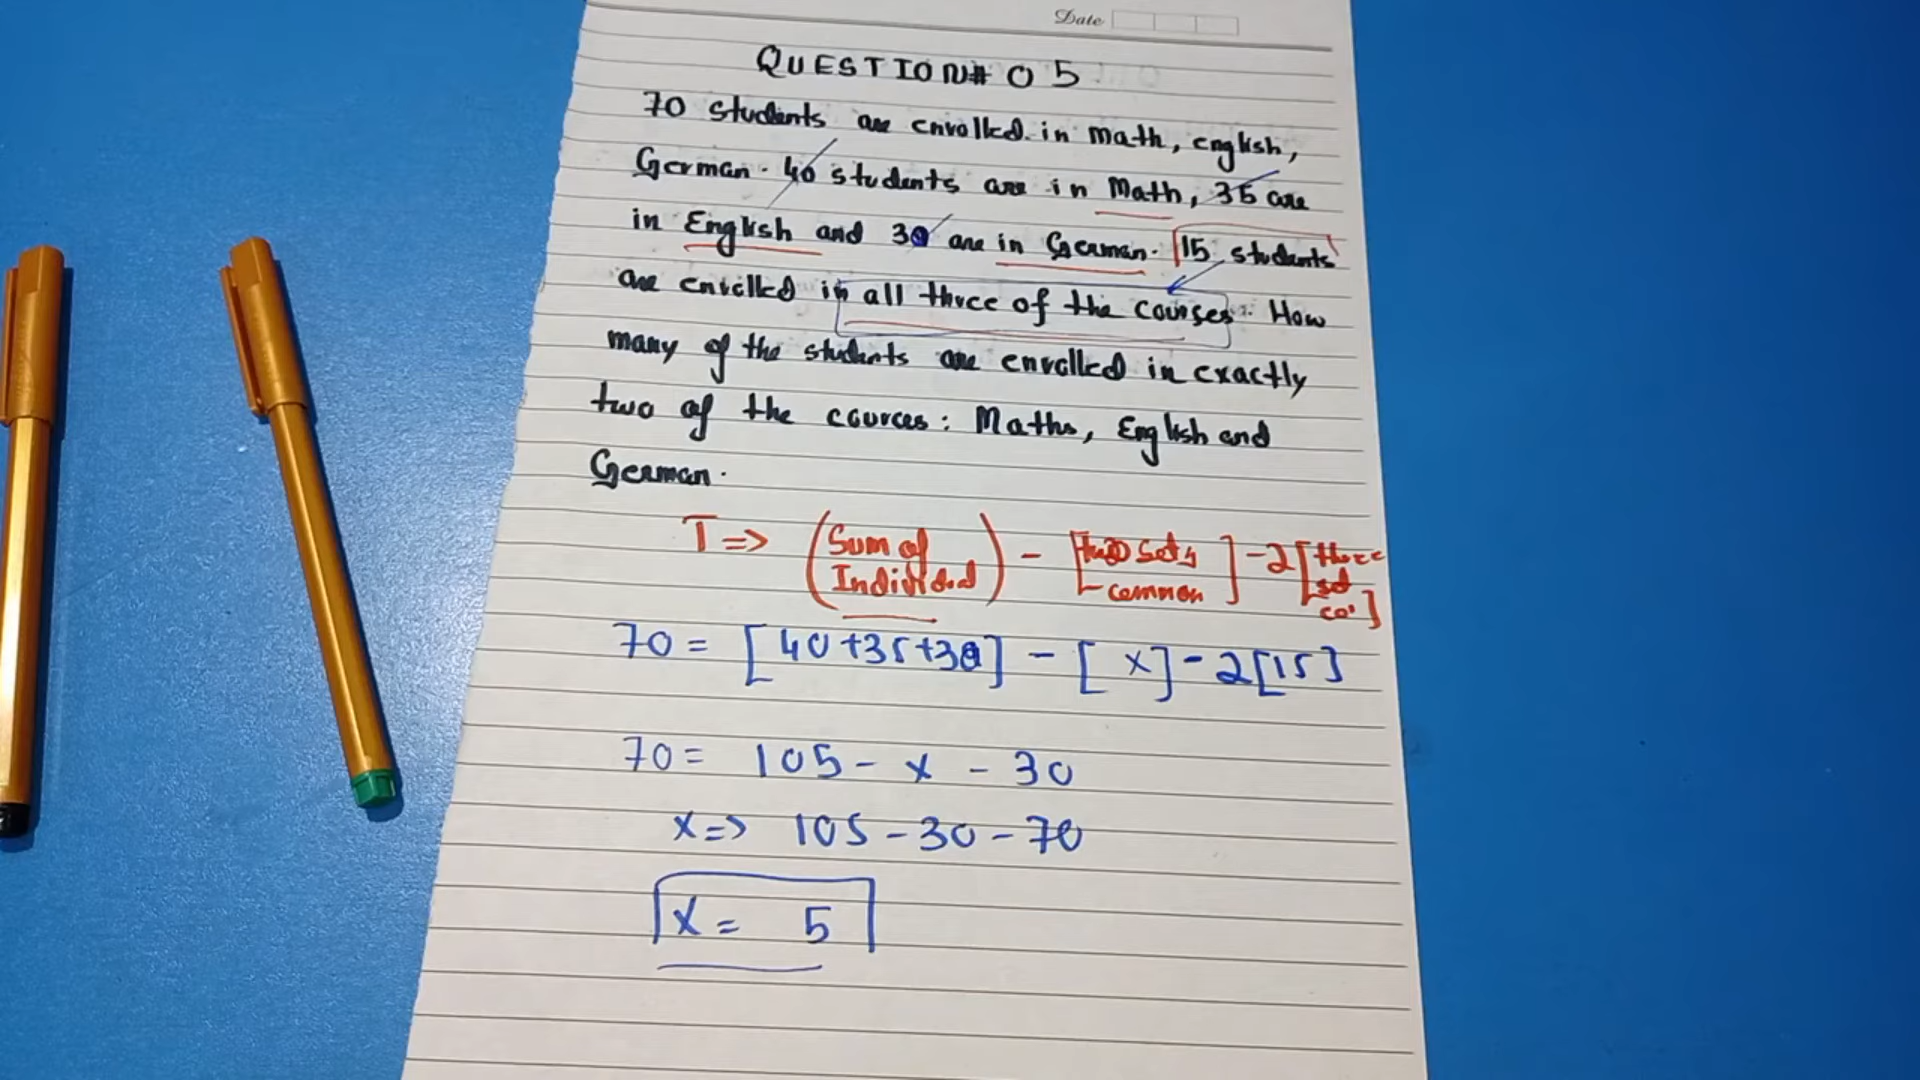 Date
QUESTION# 05
70 students are enrolled in math, english,
German. 40 students are in Math, 35 are
in English and 30 are in German. 15 students
are enrolled in all three of the courses. How
many of the students are enrolled in exactly
two of the cources: Maths, English and
German.
T => (Sum of Individual) - [two sets common] - 2[three set co']
70 = [40+35+30] - [x] - 2[15]
70 = 105 - x - 30
x => 105 - 30 - 70
x = 5